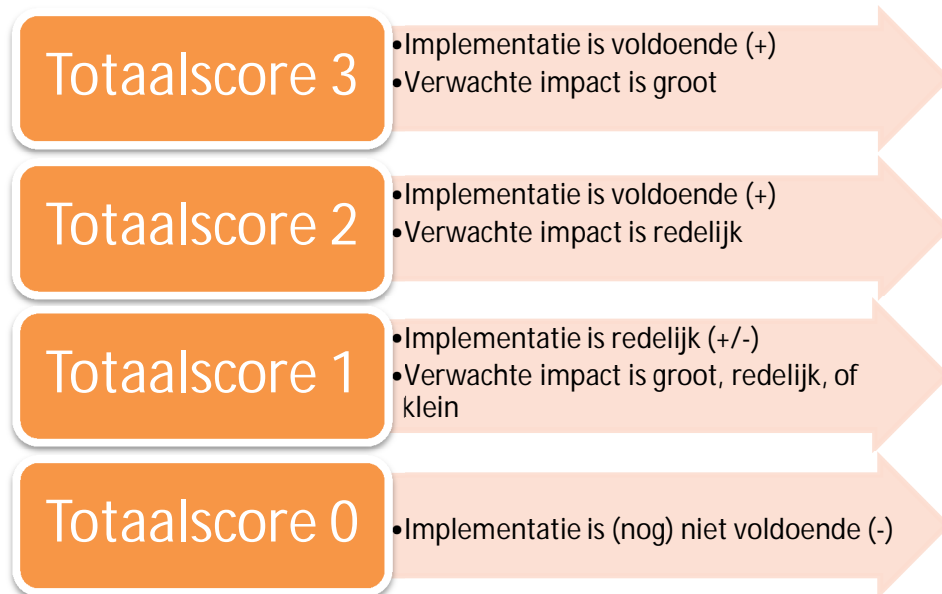 Totaalscore 3
•Implementatie is voldoende (+)
•Verwachte impact is groot
Totaalscore 2
•Implementatie is voldoende (+)
•Verwachte impact is redelijk
Totaalscore 1
•Implementatie is redelijk (+/-)
•Verwachte impact is groot, redelijk, of
klein
Totaalscore 0
•Implementatie is (nog) niet voldoende (-)